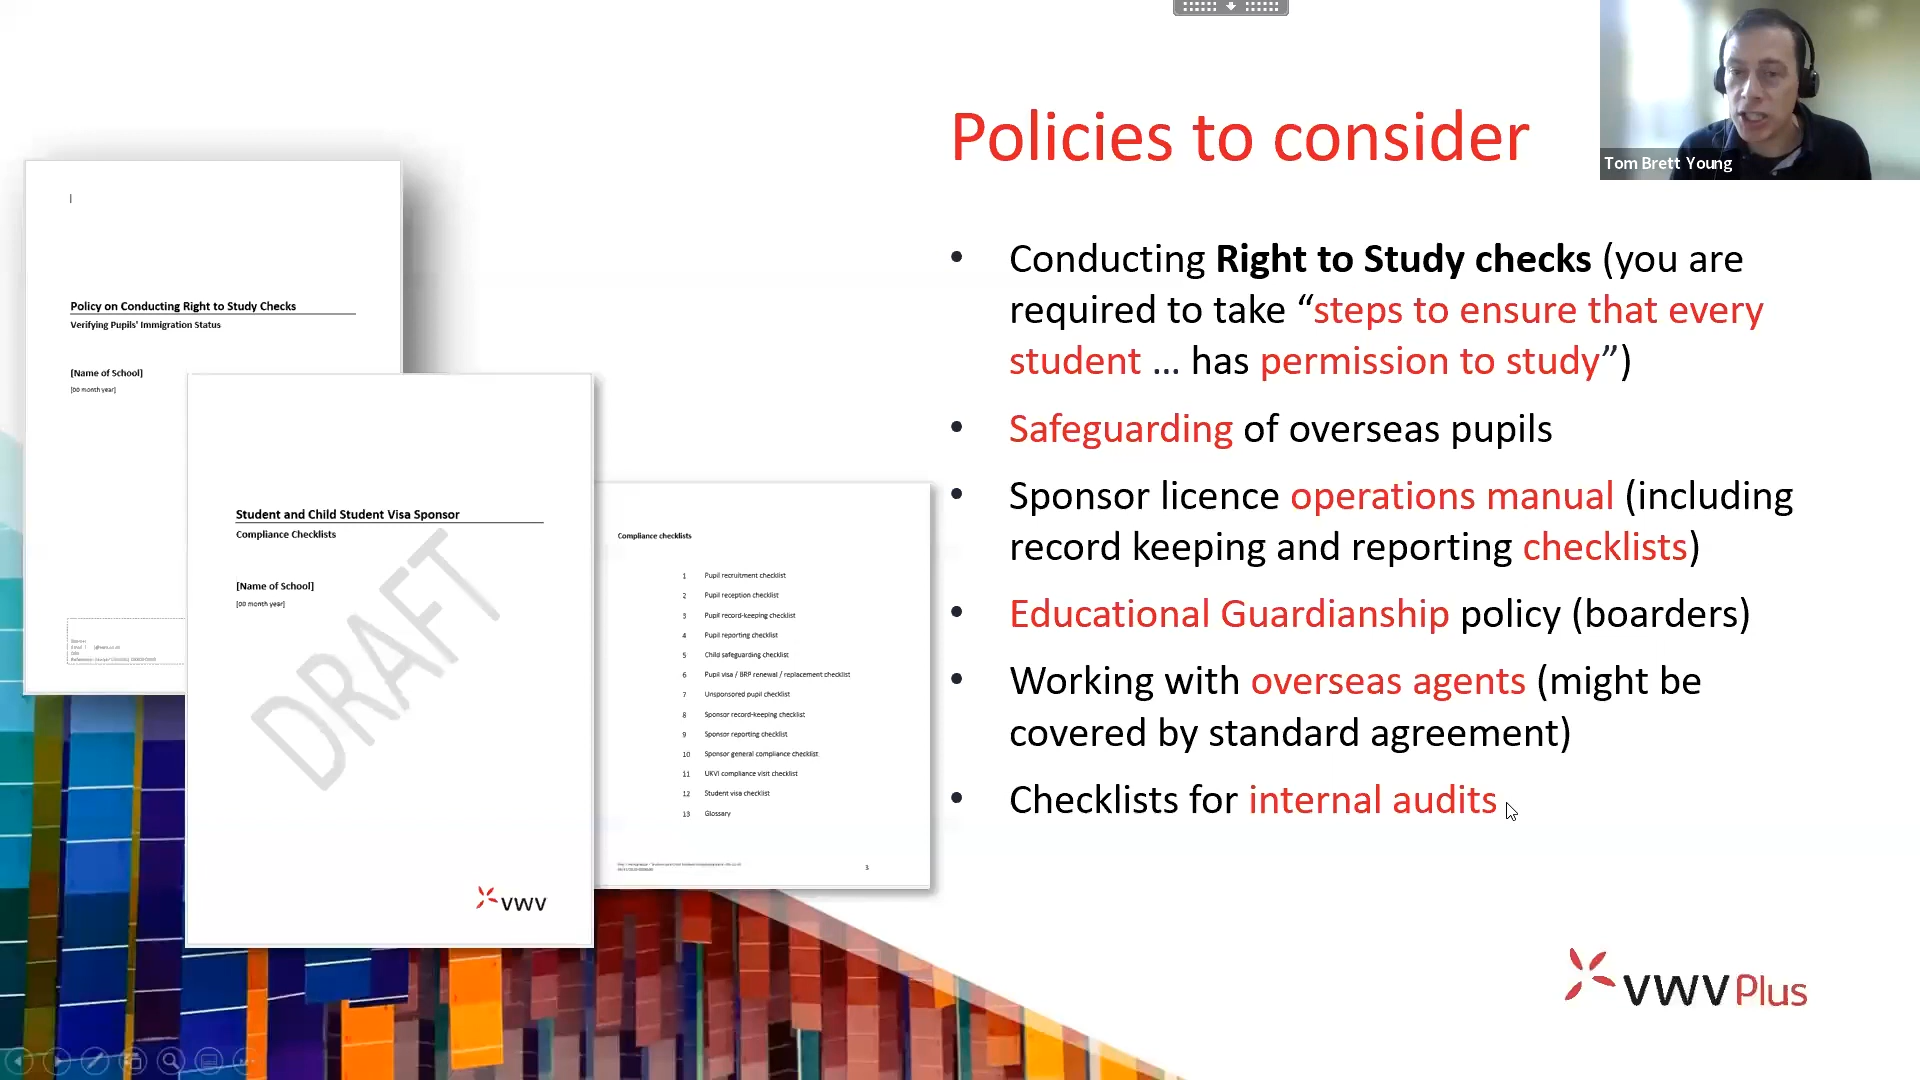 Policies to consider
Tom Brett Young
• Conducting Right to Study checks (you are
required to take “steps to ensure that every
student ... has permission to study”)
• Safeguarding of overseas pupils
• Sponsor licence operations manual (including
record keeping and reporting checklists)
• Educational Guardianship policy (boarders)
• Working with overseas agents (might be
covered by standard agreement)
• Checklists for internal audits
Policy on Conducting Right to Study Checks
Verifying Pupils' Immigration Status
[Name of School]
[00 month year]
Student and Child Student Visa Sponsor
Compliance Checklists
[Name of School]
[00 month year]
DRAFT
VWV
Compliance checklists
1 Pupil recruitment checklist
2 Pupil reception checklist
3 Pupil record-keeping checklist
4 Pupil reporting checklist
5 Child safeguarding checklist
6 Pupil visa / BRP renewal / replacement checklist
7 Unsponsored pupil checklist
8 Sponsor record-keeping checklist
9 Sponsor reporting checklist
10 Sponsor general compliance checklist
11 UKVI compliance visit checklist
12 Student visa checklist
13 Glossary
3
VWV Plus